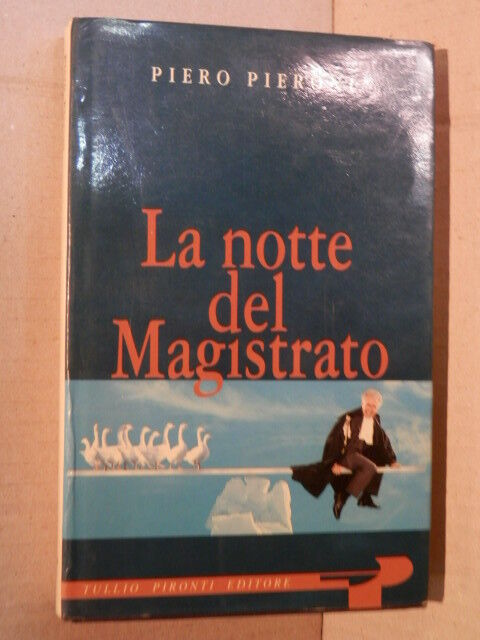 PIERO
La notte
del
Magistrato
TULLIO PIRONTI EDITORE